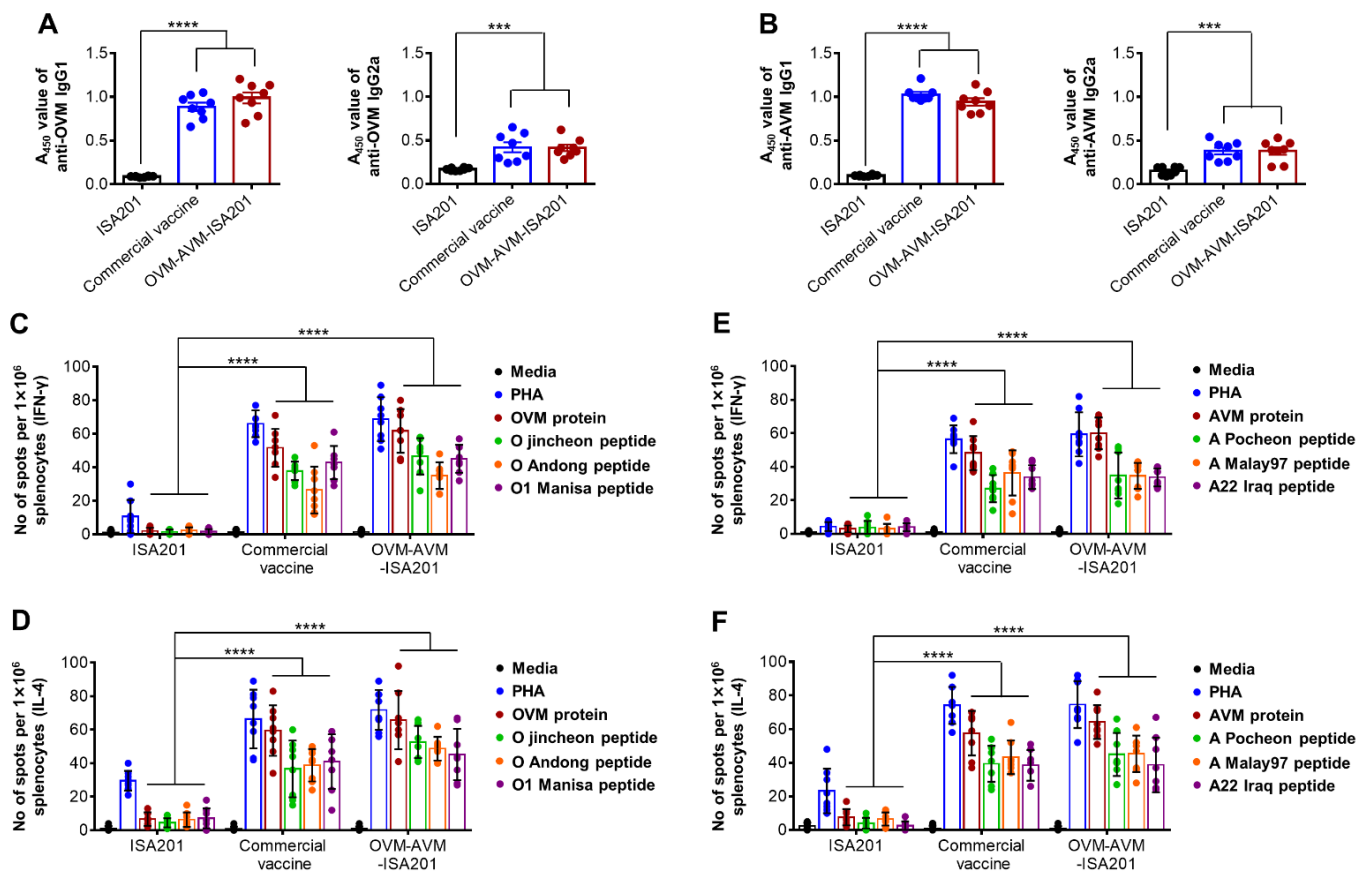 A
****
A450 value of
anti-OVM IgG1
1.5
1.0
0.5
0.0
ISA201
Commercial vaccine
OVM-AVM-ISA201
***
A450 value of
anti-OVM IgG2a
1.5
1.0
0.5
0.0
ISA201
Commercial vaccine
OVM-AVM-ISA201
B
****
A450 value of
anti-AVM IgG1
1.5
1.0
0.5
0.0
ISA201
Commercial vaccine
OVM-AVM-ISA201
***
A450 value of
anti-AVM IgG2a
1.5
1.0
0.5
0.0
ISA201
Commercial vaccine
OVM-AVM-ISA201
C
****
****
No of spots per 1×10⁶
splenocytes (IFN-γ)
100
80
60
40
20
0
ISA201
Commercial
vaccine
OVM-AVM
-ISA201
Media
PHA
OVM protein
O jincheon peptide
O Andong peptide
O1 Manisa peptide
E
****
****
No of spots per 1×10⁶
splenocytes (IFN-γ)
100
80
60
40
20
0
ISA201
Commercial
vaccine
OVM-AVM
-ISA201
Media
PHA
AVM protein
A Pocheon peptide
A Malay97 peptide
A22 Iraq peptide
D
****
****
No of spots per 1×10⁶
splenocytes (IL-4)
100
80
60
40
20
0
ISA201
Commercial
vaccine
OVM-AVM
-ISA201
Media
PHA
OVM protein
O jincheon peptide
O Andong peptide
O1 Manisa peptide
F
****
****
No of spots per 1×10⁶
splenocytes (IL-4)
100
80
60
40
20
0
ISA201
Commercial
vaccine
OVM-AVM
-ISA201
Media
PHA
AVM protein
A Pocheon peptide
A Malay97 peptide
A22 Iraq peptide